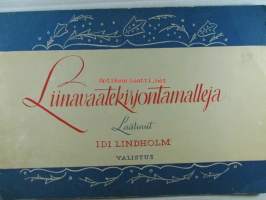 Liinavaatekirjontamalleja
Laatinut
IDI LINDHOLM
VALISTUS